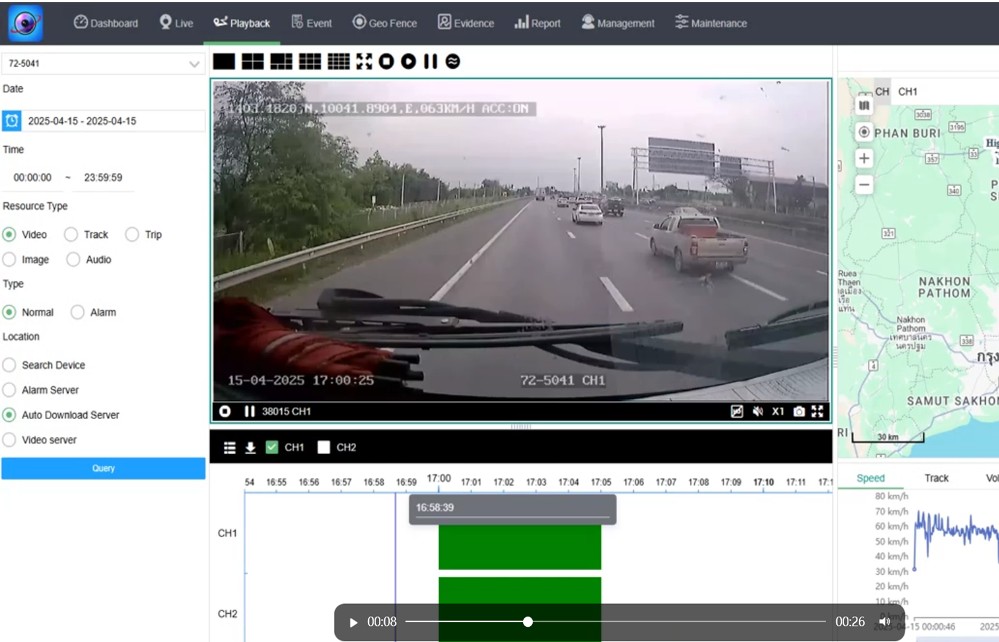 Dashboard Live Playback Event Geo Fence Evidence Report Management Maintenance
72-5041
Date
2025-04-15 - 2025-04-15
Time
00:00:00 ~ 23:59:59
Resource Type
Video Track Trip
Image Audio
Type
Normal Alarm
Location
Search Device
Alarm Server
Auto Download Server
Video server
Query
1403.1820,N,10041.8904,E,063KM/H ACC:ON
15-04-2025 17:00:25
72-5041 CH1
38015 CH1
X1
CH1 CH2
54 16:55 16:56 16:57 16:58 16:59 17:00 17:01 17:02 17:03 17:04 17:05 17:06 17:07 17:08 17:09 17:10 17:11 17:1
16:58:39
CH1
CH2
00:08
00:26
CH CH1
3038
3195
PHAN BURI
357
33
340
321
Ruea
Thaen
NAKHON
PATHOM
Nakhon
Pathom
เทศบาลนคร
นครปฐม
338
กรุง
4
SAMUT SAKHO
RI
30 km
Speed Track Vol
80 km/h
70 km/h
60 km/h
50 km/h
40 km/h
30 km/h
20 km/h
10 km/h
0 km/h
2025-04-15 00:00:46 2025